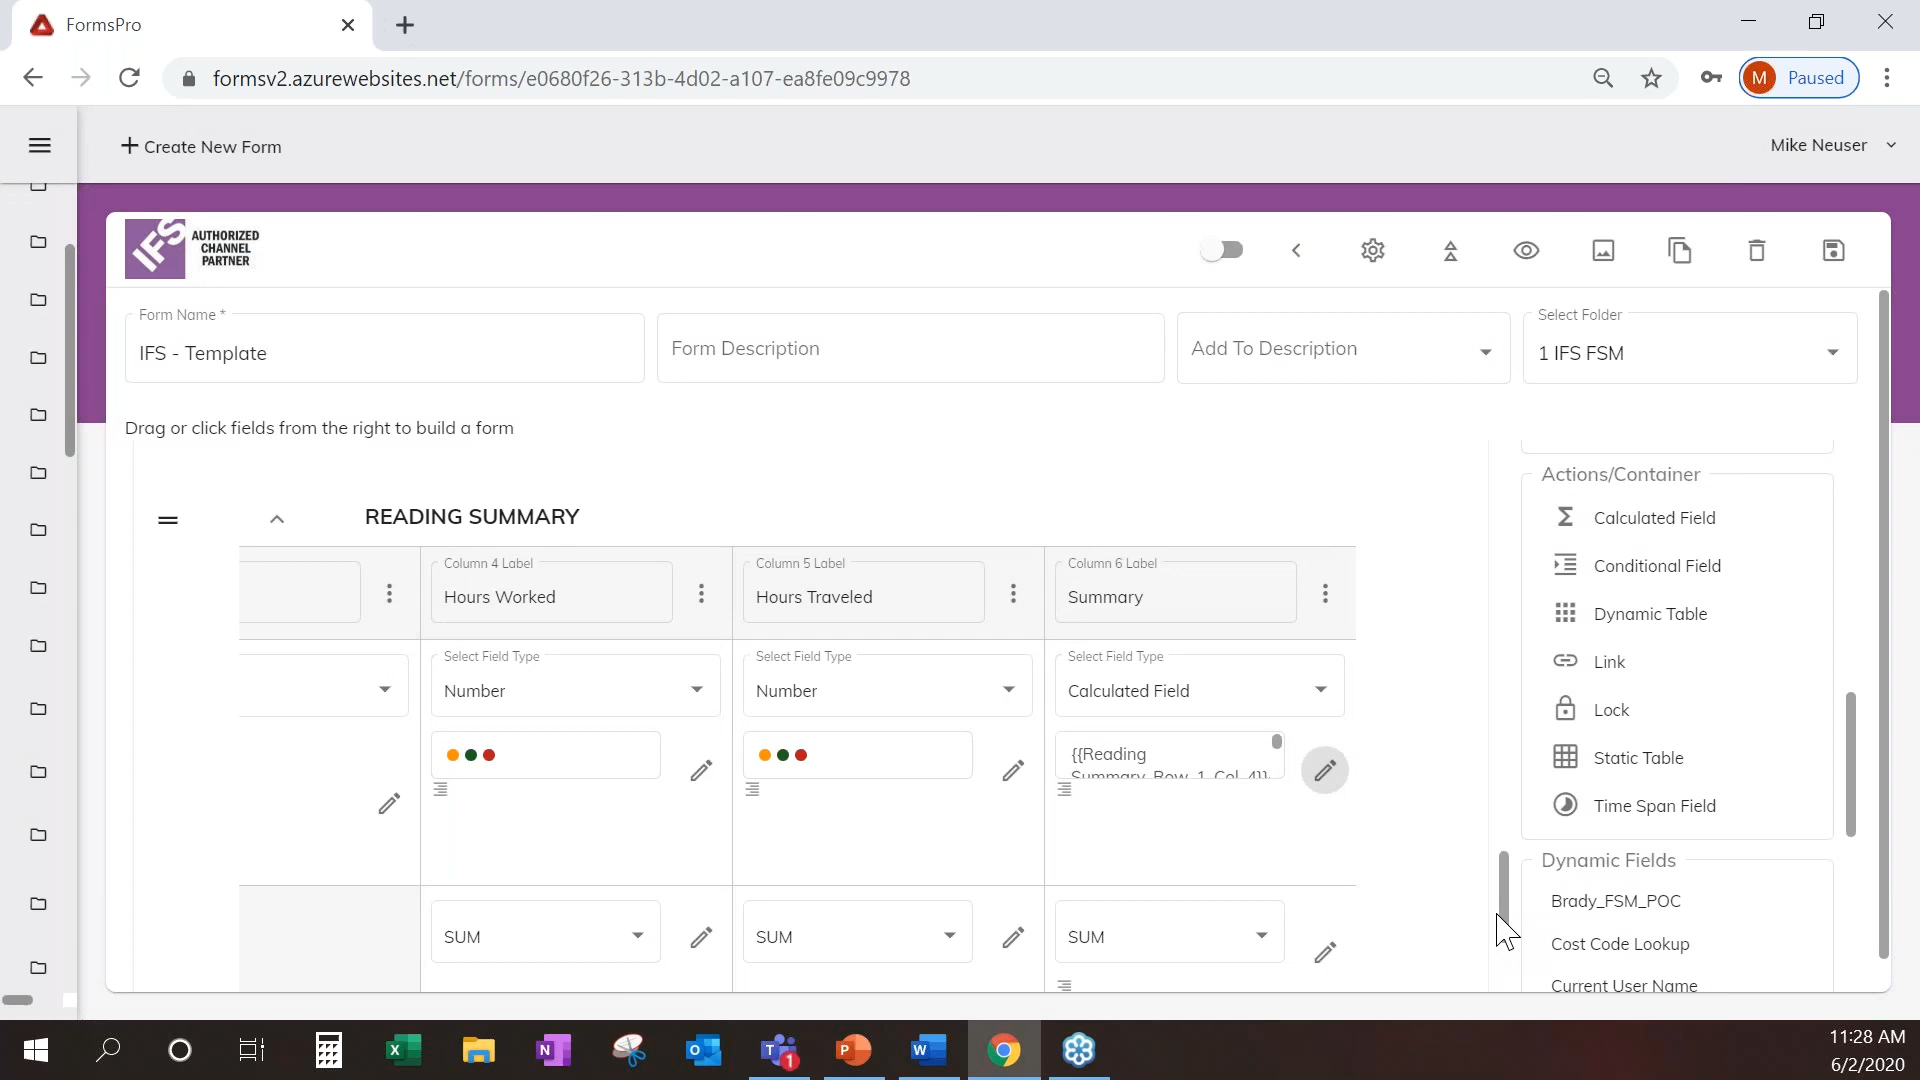 FormsPro
formsv2.azurewebsites.net/forms/e0680f26-313b-4d02-a107-ea8fe09c9978
M Paused
Create New Form
Mike Neuser
IFS
AUTHORIZED
CHANNEL
PARTNER
Form Name *
IFS - Template
Form Description
Add To Description
Select Folder
1 IFS FSM
Drag or click fields from the right to build a form
READING SUMMARY
Column 4 Label
Hours Worked
Column 5 Label
Hours Traveled
Column 6 Label
Summary
Select Field Type
Number
Select Field Type
Number
Select Field Type
Calculated Field
{{Reading
Summary_Row_1_Col_4}}
SUM
SUM
SUM
Actions/Container
Calculated Field
Conditional Field
Dynamic Table
Link
Lock
Static Table
Time Span Field
Dynamic Fields
Brady_FSM_POC
Cost Code Lookup
Current User Name
1
11:28 AM
6/2/2020